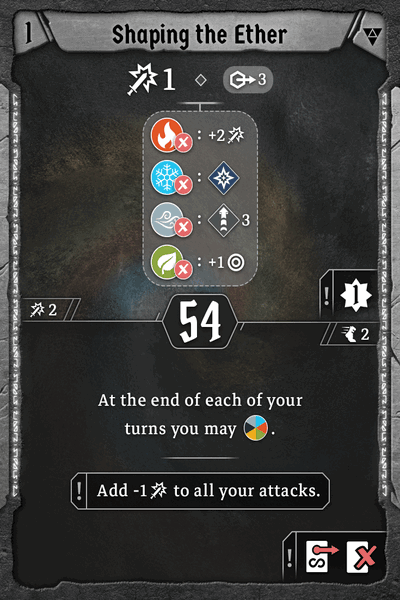 1 Shaping the Ether
1 3
: +2
:
: 3
: +1
! 1
2
54
2
At the end of each of your
turns you may .
! Add -1 to all your attacks.
!